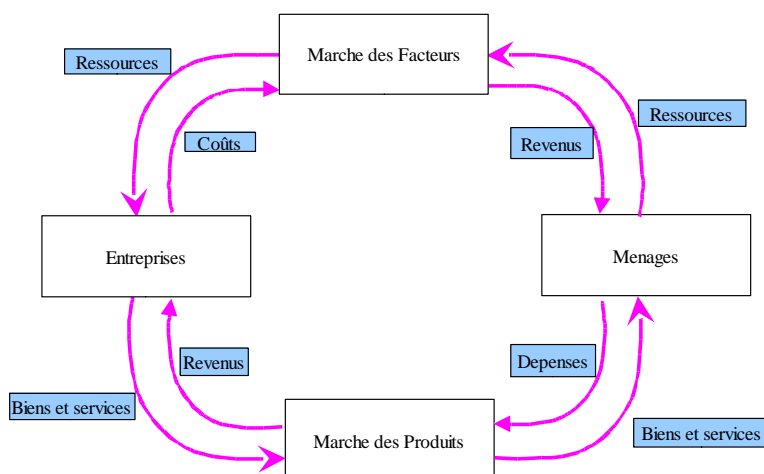 Marche des Facteurs
Ressources
Ressources
Coûts
Revenus
Entreprises
Menages
Revenus
Depenses
Biens et services
Marche des Produits
Biens et services